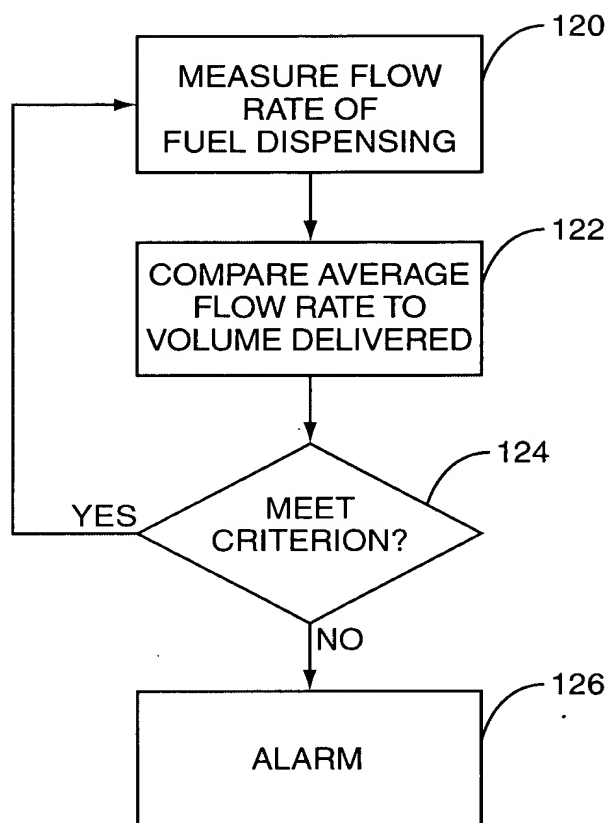 120
MEASURE FLOW
RATE OF
FUEL DISPENSING
122
COMPARE AVERAGE
FLOW RATE TO
VOLUME DELIVERED
124
MEET
CRITERION?
YES
NO
126
ALARM